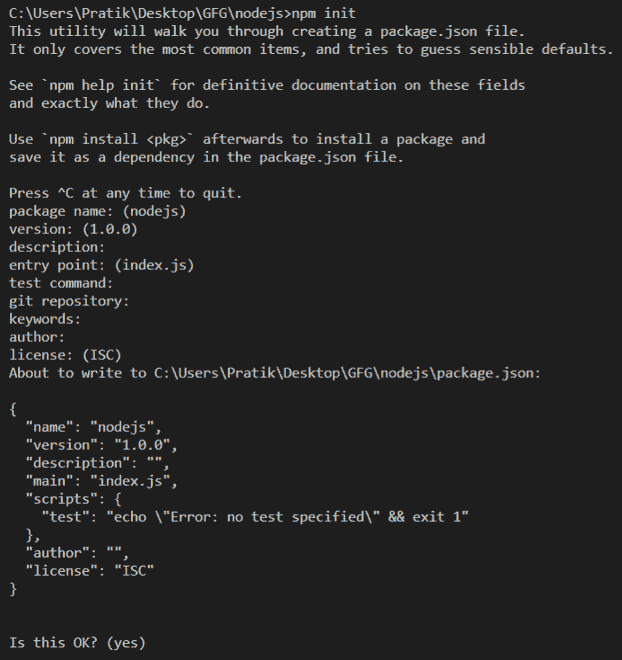 C:\Users\Pratik\Desktop\GFG\nodejs>npm init
This utility will walk you through creating a package.json file.
It only covers the most common items, and tries to guess sensible defaults.

See `npm help init` for definitive documentation on these fields
and exactly what they do.

Use `npm install <pkg>` afterwards to install a package and
save it as a dependency in the package.json file.

Press ^C at any time to quit.
package name: (nodejs)
version: (1.0.0)
description:
entry point: (index.js)
test command:
git repository:
keywords:
author:
license: (ISC)
About to write to C:\Users\Pratik\Desktop\GFG\nodejs\package.json:

{
  "name": "nodejs",
  "version": "1.0.0",
  "description": "",
  "main": "index.js",
  "scripts": {
    "test": "echo \"Error: no test specified\" && exit 1"
  },
  "author": "",
  "license": "ISC"
}

Is this OK? (yes)